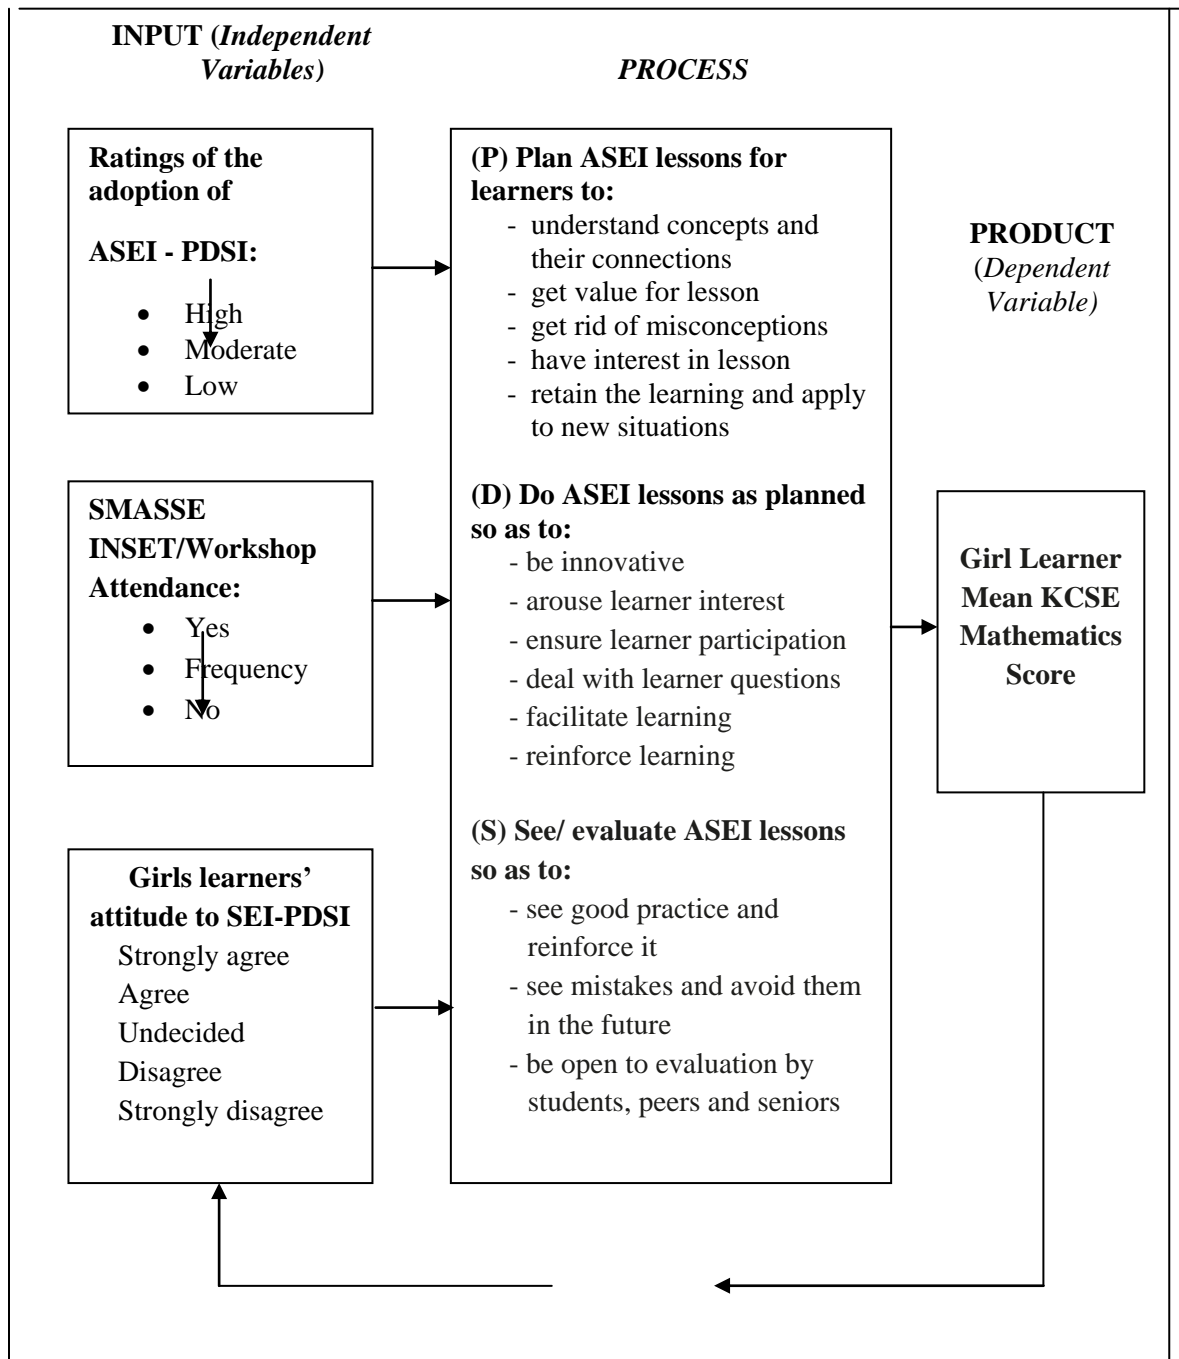 INPUT (Independent
Variables)
PROCESS
Ratings of the
adoption of
ASEI - PDSI:
• High
• Moderate
• Low
SMASSE
INSET/Workshop
Attendance:
• Yes
• Frequency
• No
Girls learners’
attitude to SEI-PDSI
Strongly agree
Agree
Undecided
Disagree
Strongly disagree
(P) Plan ASEI lessons for
learners to:
- understand concepts and
their connections
- get value for lesson
- get rid of misconceptions
- have interest in lesson
- retain the learning and apply
to new situations
(D) Do ASEI lessons as planned
so as to:
- be innovative
- arouse learner interest
- ensure learner participation
- deal with learner questions
- facilitate learning
- reinforce learning
(S) See/ evaluate ASEI lessons
so as to:
- see good practice and
reinforce it
- see mistakes and avoid them
in the future
- be open to evaluation by
students, peers and seniors
PRODUCT
(Dependent
Variable)
Girl Learner
Mean KCSE
Mathematics
Score